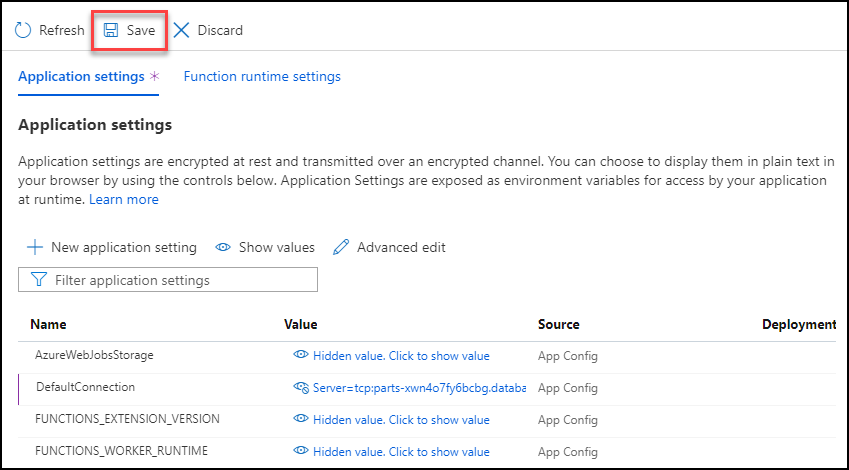 Refresh Save Discard
Application settings * Function runtime settings
Application settings
Application settings are encrypted at rest and transmitted over an encrypted channel. You can choose to display them in plain text in
your browser by using the controls below. Application Settings are exposed as environment variables for access by your application
at runtime. Learn more
New application setting Show values Advanced edit
Filter application settings
Name Value Source Deployment
AzureWebJobsStorage Hidden value. Click to show value App Config
DefaultConnection Server=tcp:parts-xwn4o7fy6bcbg.databa App Config
FUNCTIONS_EXTENSION_VERSION Hidden value. Click to show value App Config
FUNCTIONS_WORKER_RUNTIME Hidden value. Click to show value App Config